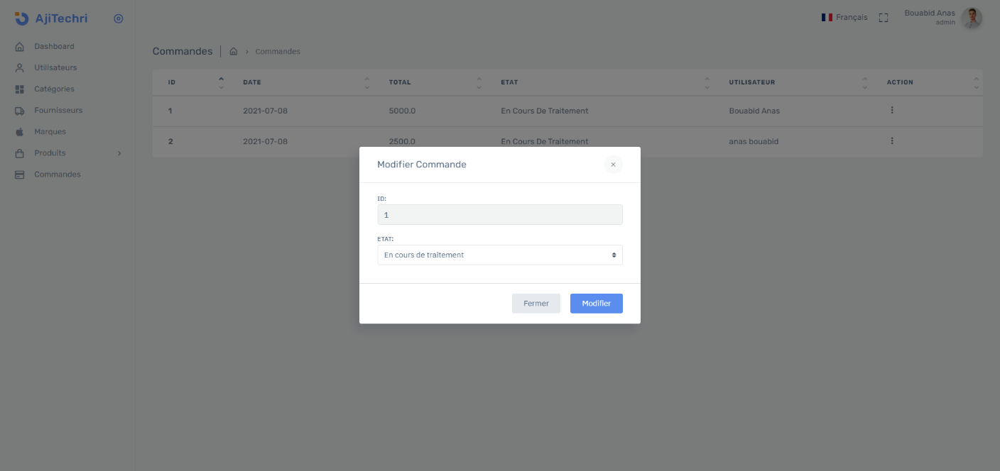 AjiTechri
Français
Bouabid Anas
admin
Dashboard
Utilisateurs
Catégories
Fournisseurs
Marques
Produits
Commandes
Commandes
Commandes
ID DATE TOTAL ETAT UTILISATEUR ACTION
1 2021-07-08 5000.0 En Cours De Traitement Bouabid Anas
2 2021-07-08 2500.0 En Cours De Traitement anas bouabid
Modifier Commande
ID:
1
ETAT:
En cours de traîtement
Fermer Modifier